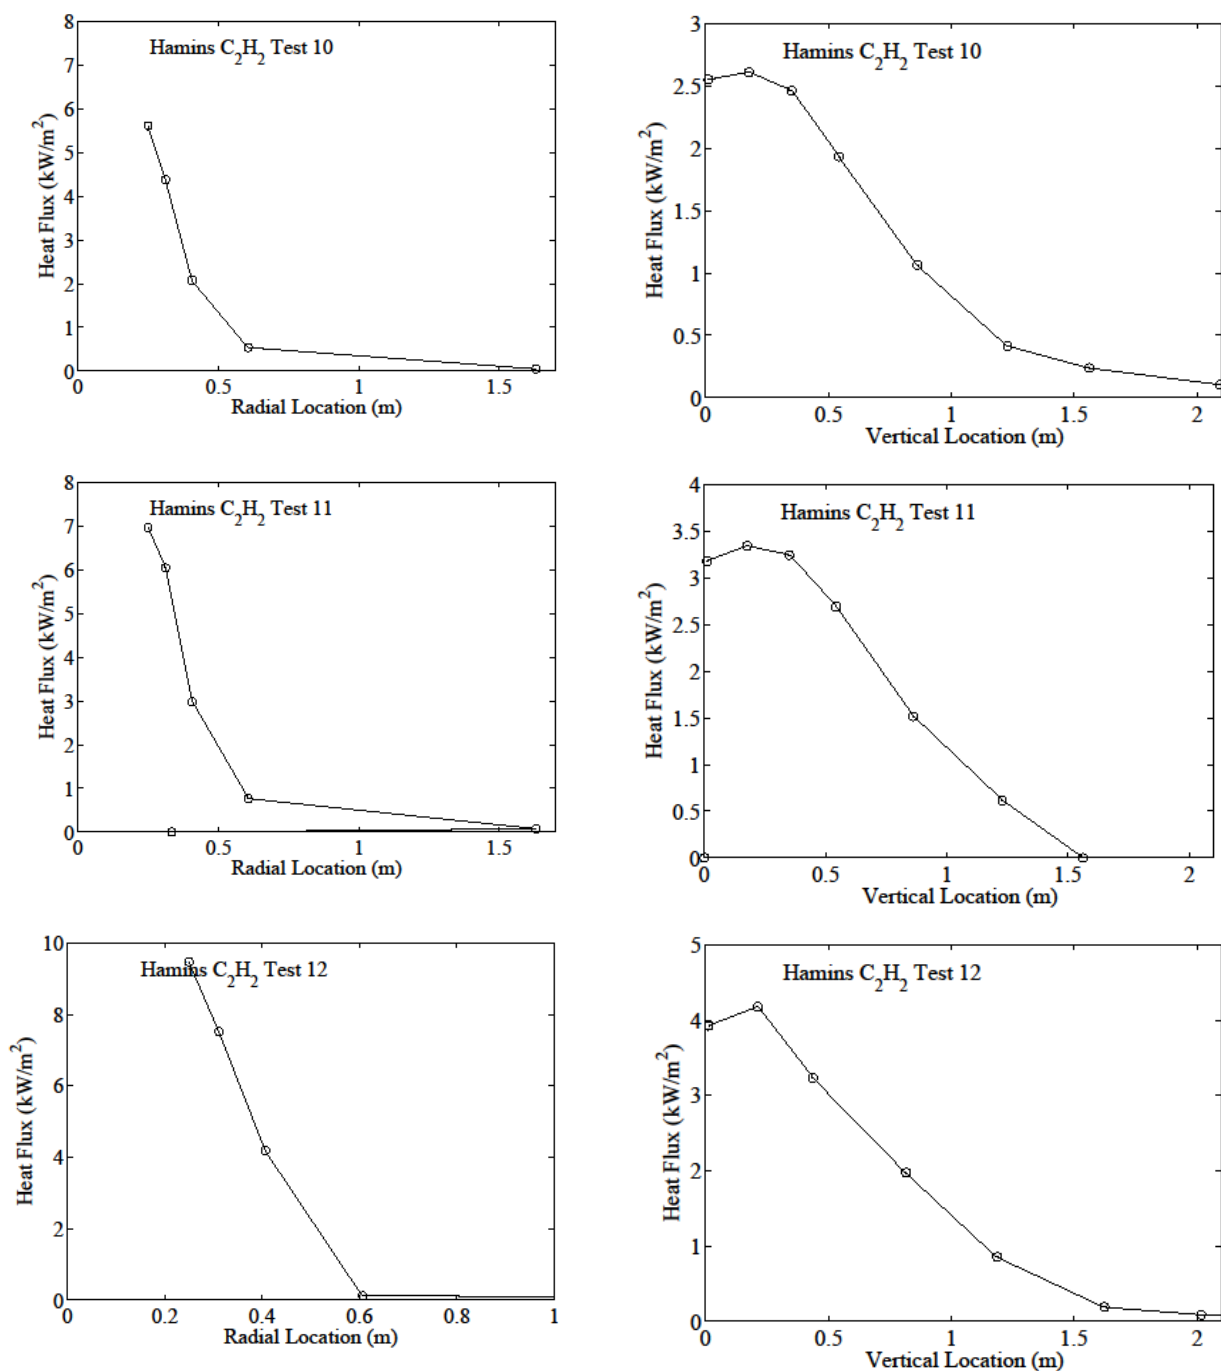 Hamins C₂H₂ Test 10
Heat Flux (kW/m²)
8
7
6
5
4
3
2
1
0
0 0.5 1 1.5
Radial Location (m)
Hamins C₂H₂ Test 10
Heat Flux (kW/m²)
3
2.5
2
1.5
1
0.5
0
0 0.5 1 1.5 2
Vertical Location (m)
Hamins C₂H₂ Test 11
Heat Flux (kW/m²)
8
7
6
5
4
3
2
1
0
0 0.5 1 1.5
Radial Location (m)
Hamins C₂H₂ Test 11
Heat Flux (kW/m²)
4
3.5
3
2.5
2
1.5
1
0.5
0
0 0.5 1 1.5 2
Vertical Location (m)
Hamins C₂H₂ Test 12
Heat Flux (kW/m²)
10
8
6
4
2
0
0 0.2 0.4 0.6 0.8 1
Radial Location (m)
Hamins C₂H₂ Test 12
Heat Flux (kW/m²)
5
4
3
2
1
0
0 0.5 1 1.5 2
Vertical Location (m)